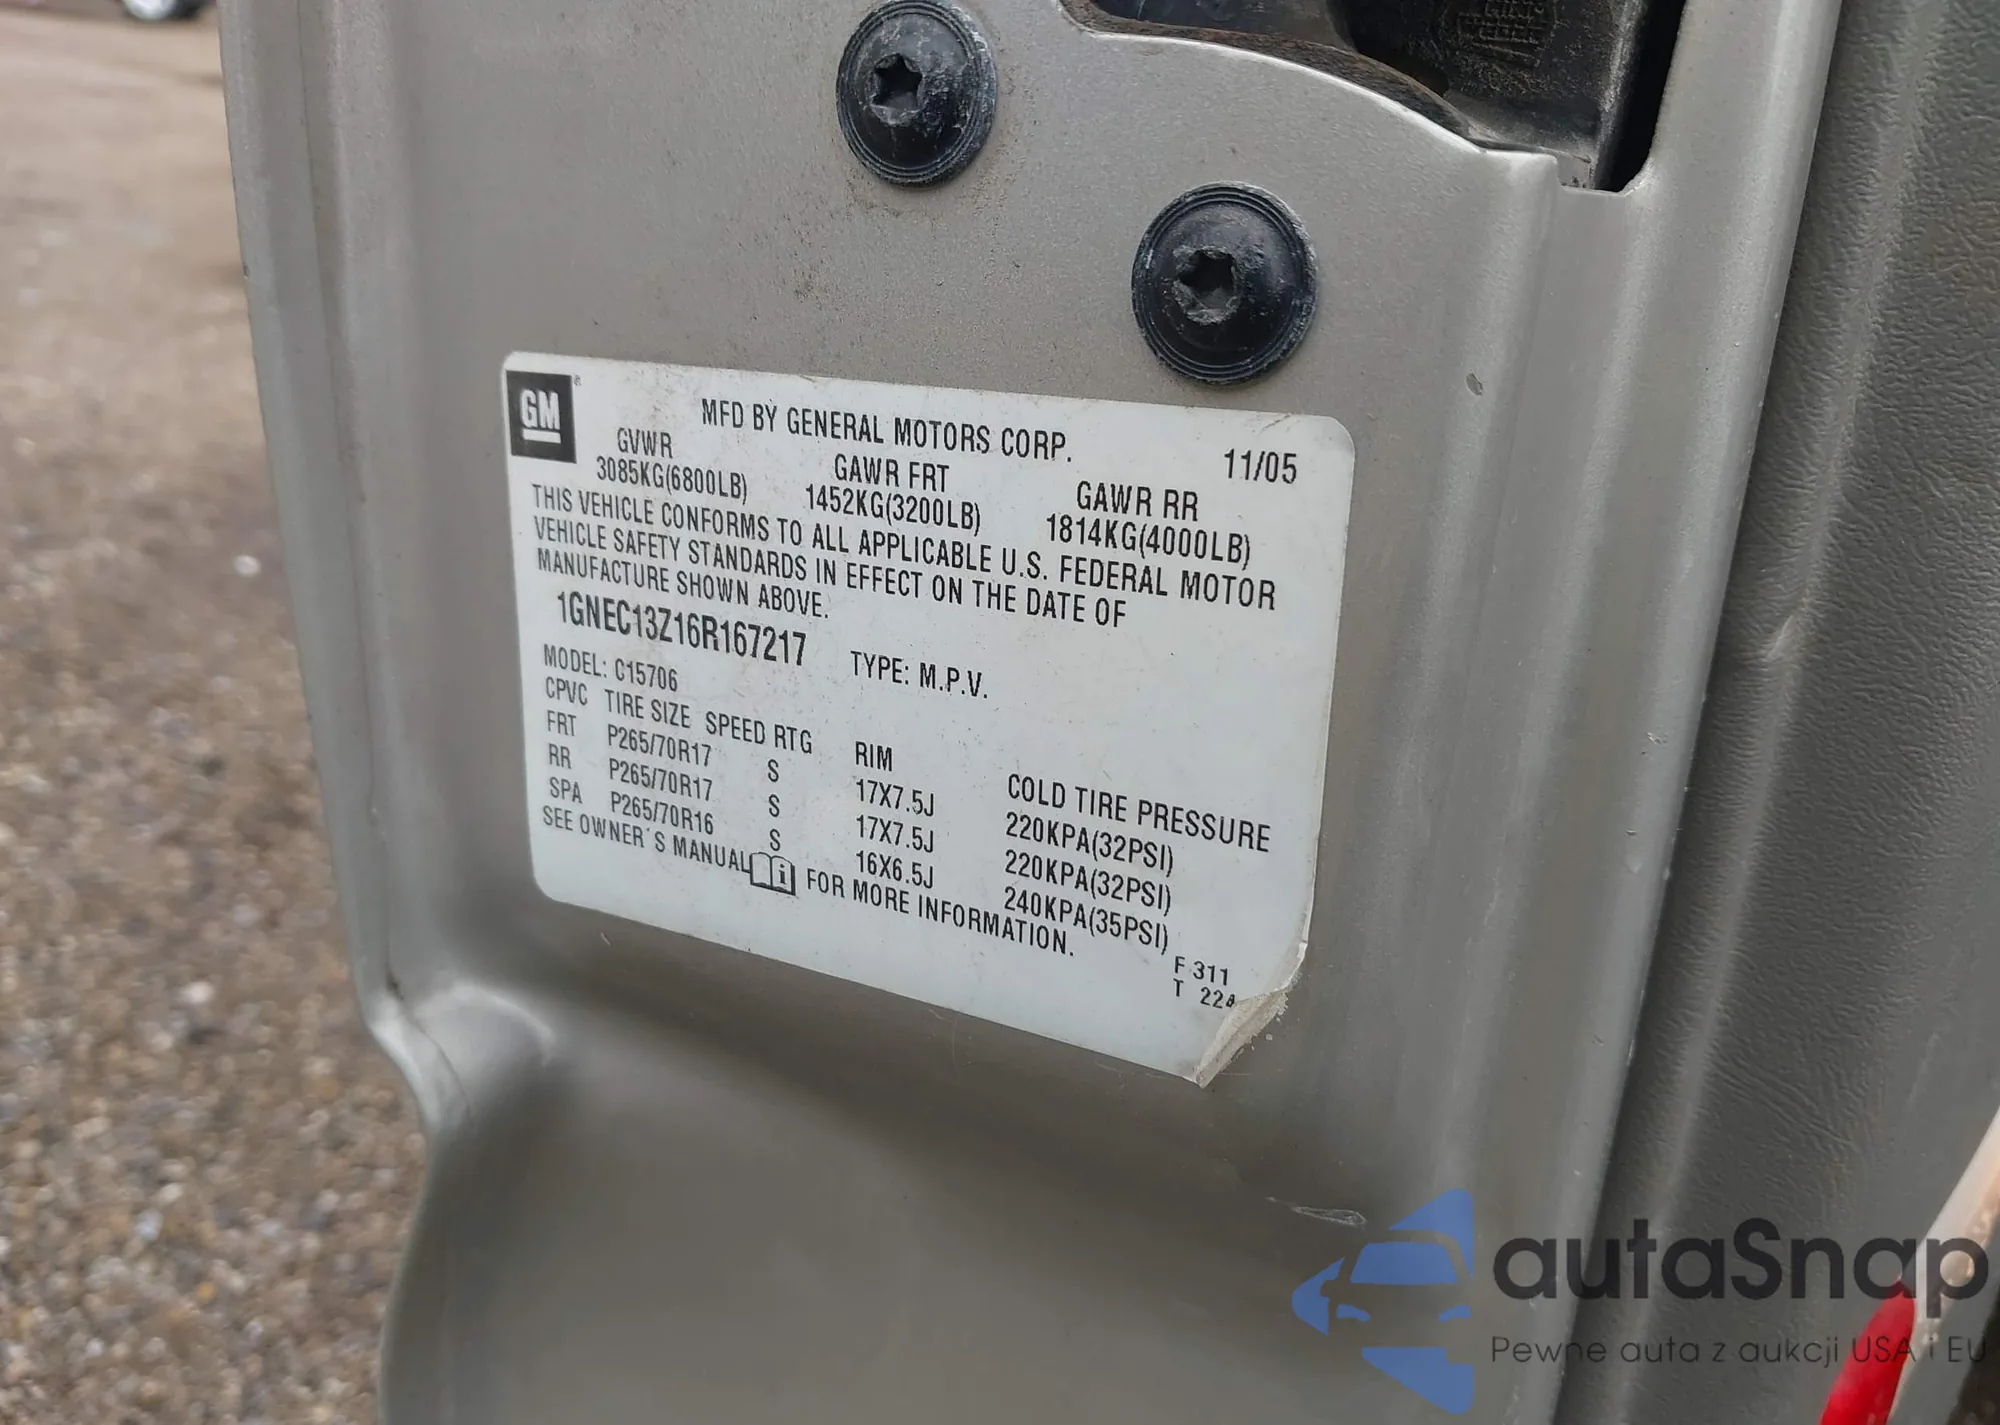 GM
MFD BY GENERAL MOTORS CORP. 11/05
GVWR GAWR FRT GAWR RR
3085KG(6800LB) 1452KG(3200LB) 1814KG(4000LB)
THIS VEHICLE CONFORMS TO ALL APPLICABLE U.S. FEDERAL MOTOR
VEHICLE SAFETY STANDARDS IN EFFECT ON THE DATE OF
MANUFACTURE SHOWN ABOVE.
1GNEC13Z16R167217 TYPE: M.P.V.
MODEL: C15706
CPVC TIRE SIZE SPEED RTG RIM COLD TIRE PRESSURE
FRT P265/70R17 S 17X7.5J 220KPA(32PSI)
RR P265/70R17 S 17X7.5J 220KPA(32PSI)
SPA P265/70R16 S 16X6.5J 240KPA(35PSI)
SEE OWNER'S MANUAL FOR MORE INFORMATION.
F 311
T
autaSnap
Pewne auta z aukcji USA i EU